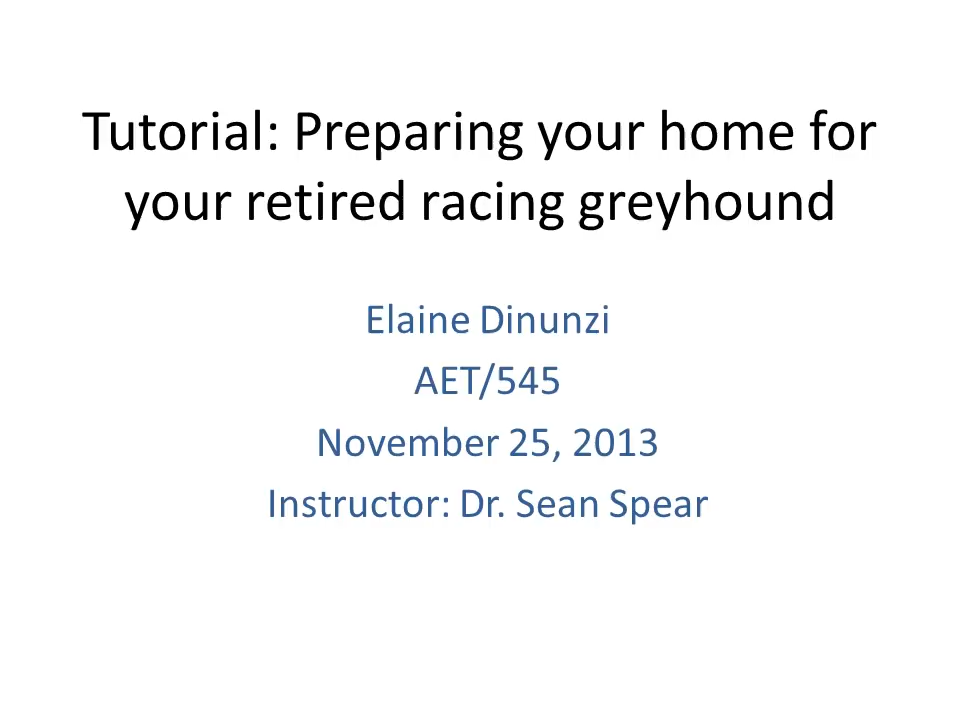 Tutorial: Preparing your home for
your retired racing greyhound
Elaine Dinunzi
AET/545
November 25, 2013
Instructor: Dr. Sean Spear